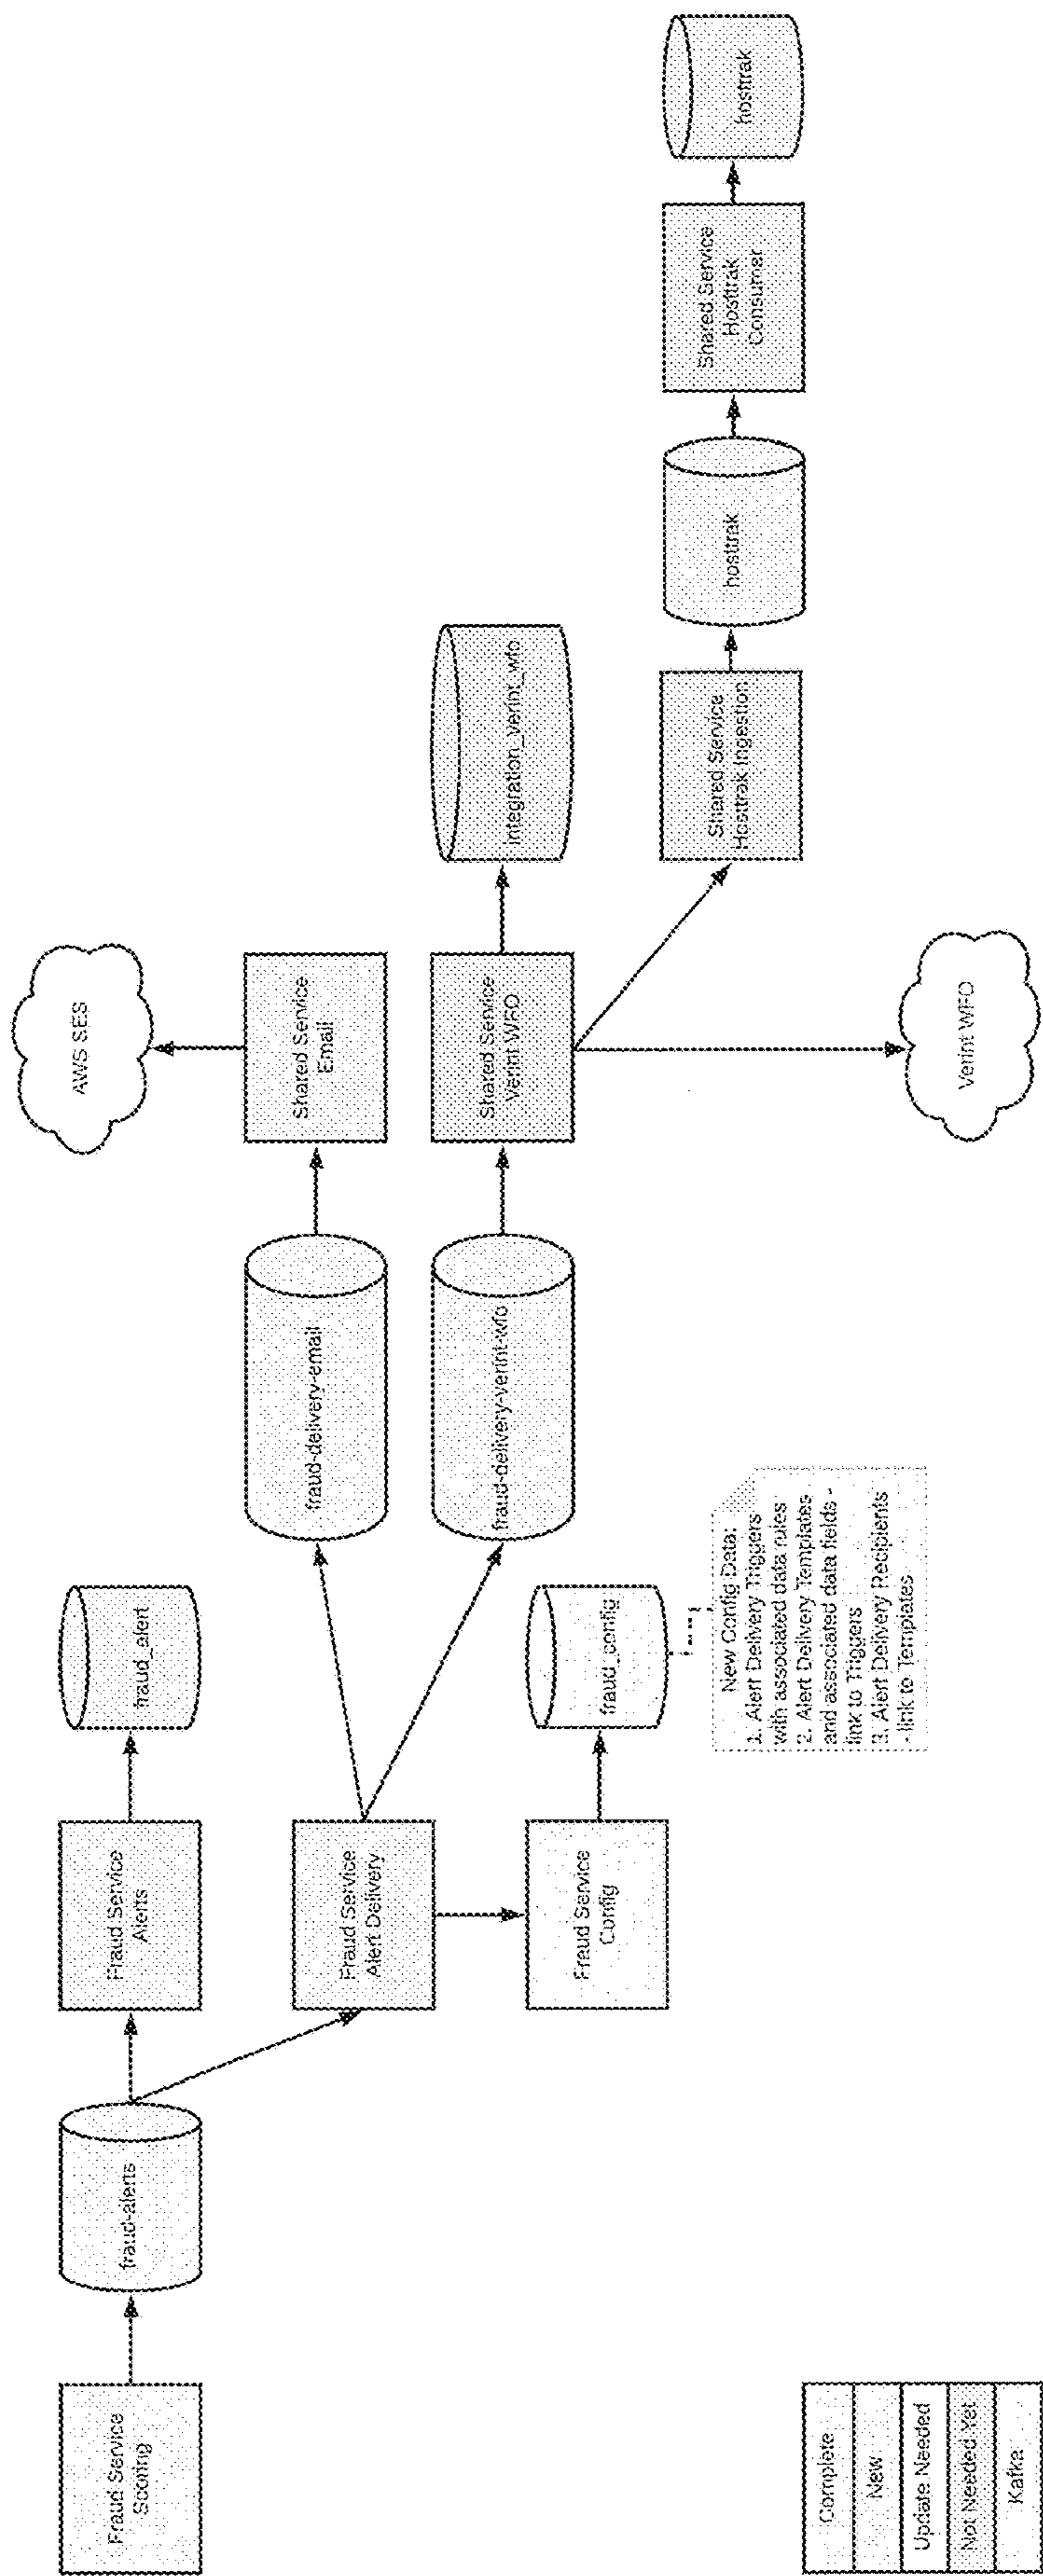 Fraud Service
Scoring
fraud-alerts
Fraud Service
Alerts
fraud_alert
Fraud Service
Alert Delivery
Fraud Service
Config
fraud_config
New Config Data:
1. Alert Delivery Triggers
with associated data rules
2. Alert Delivery Templates
and associated data fields -
link to Triggers
3. Alert Delivery Recipients
- link to Templates
fraud-delivery-email
fraud-delivery-verint-wfo
Shared Service
Email
AWS SES
Shared Service
Verint WFO
integration_verint_wfo
Verint WFO
Shared Service
Hosttrak Ingestion
hosttrak
Shared Service
Hosttrak
Consumer
hosttrak
Complete
New
Update Needed
Not Needed Yet
Kafka